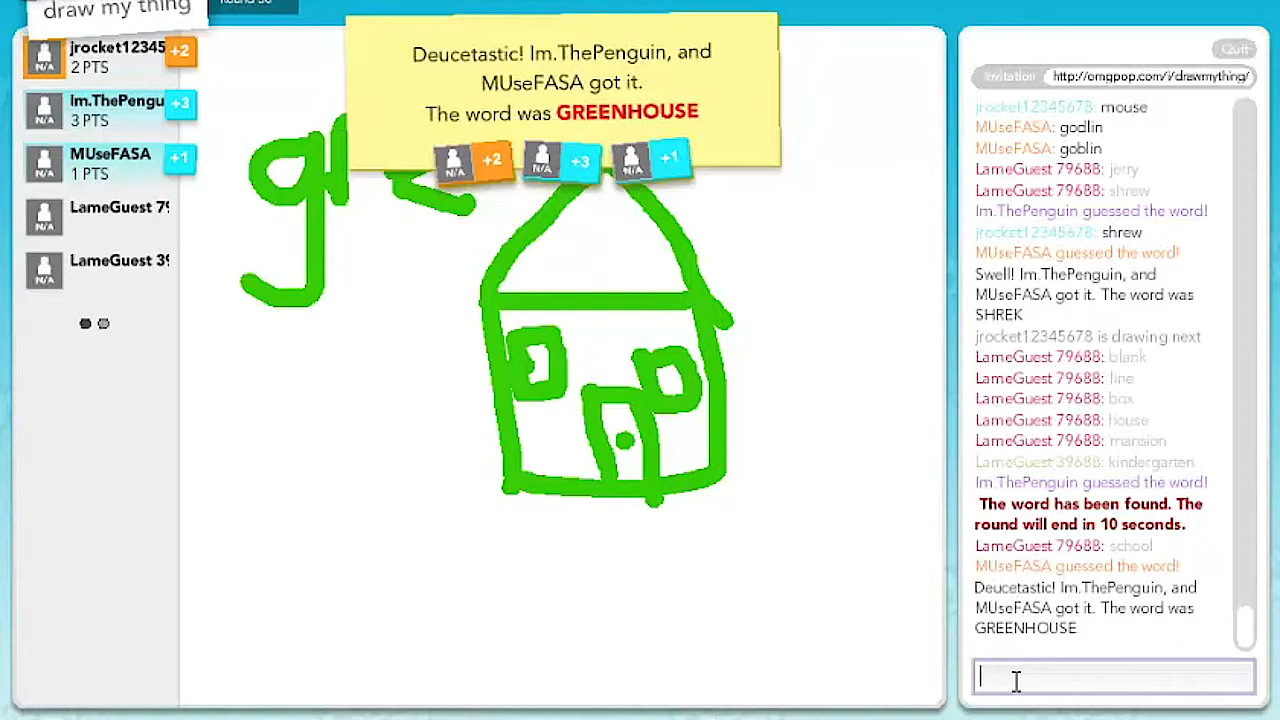 draw my thing
Round 30
jrocket12345 +2
2 PTS
Im.ThePengu +3
3 PTS
MUseFASA +1
1 PTS
LameGuest 79
LameGuest 39
N/A
N/A
N/A
N/A
N/A
Deucetastic! Im.ThePenguin, and
MUseFASA got it.
The word was GREENHOUSE
N/A +2 N/A +3 N/A +1
g
Quit
Invitation http://omgpop.com/i/drawmything/
jrocket12345678: mouse
MUseFASA: godlin
MUseFASA: goblin
LameGuest 79688: jerry
LameGuest 79688: shrew
Im.ThePenguin guessed the word!
jrocket12345678: shrew
MUseFASA guessed the word!
Swell! Im.ThePenguin, and
MUseFASA got it. The word was
SHREK
jrocket12345678 is drawing next
LameGuest 79688: blank
LameGuest 79688: line
LameGuest 79688: box
LameGuest 79688: house
LameGuest 79688: mansion
LameGuest 39688: kindergarten
Im.ThePenguin guessed the word!
The word has been found. The
round will end in 10 seconds.
LameGuest 79688: school
MUseFASA guessed the word!
Deucetastic! Im.ThePenguin, and
MUseFASA got it. The word was
GREENHOUSE